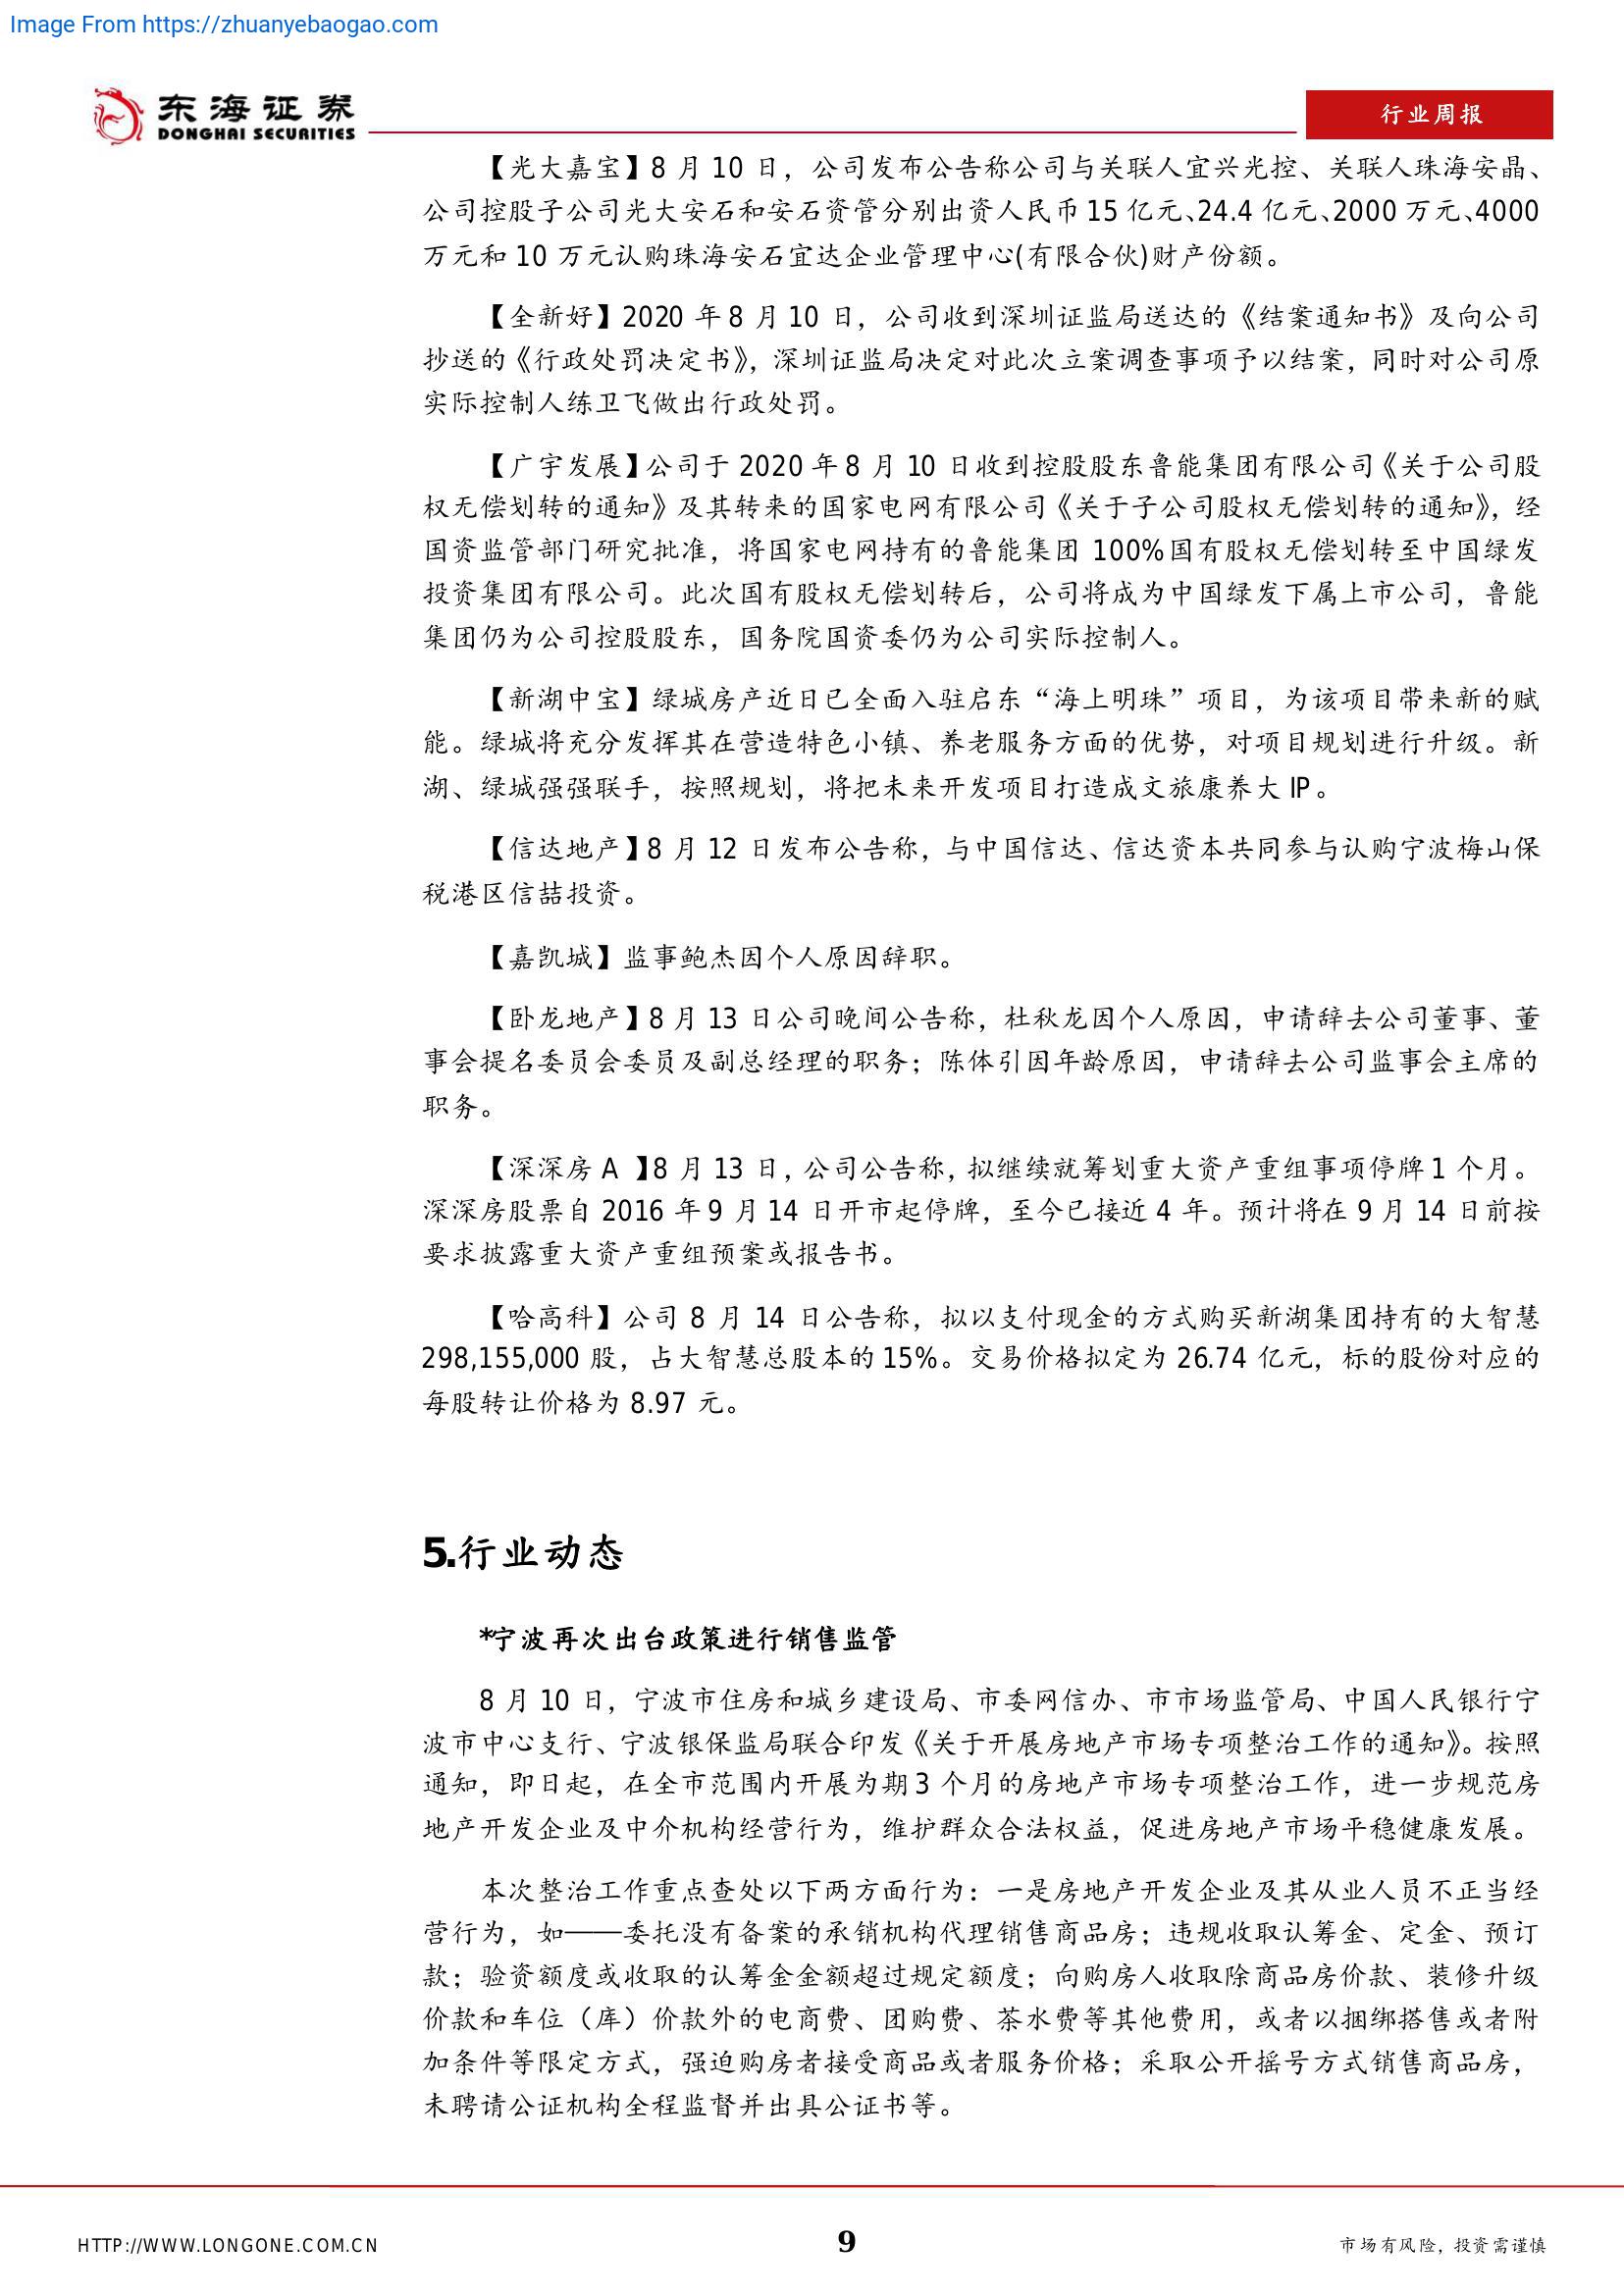 Image From https://zhuanyebaogao.com
东海证券
DONGHAI SECURITIES
行业周报
【光大嘉宝】8 月 10 日，公司发布公告称公司与关联人宜兴光控、关联人珠海安晶、
公司控股子公司光大安石和安石资管分别出资人民币 15 亿元、24.4 亿元、2000 万元、4000
万元和 10 万元认购珠海安石宜达企业管理中心(有限合伙)财产份额。
【全新好】2020 年 8 月 10 日，公司收到深圳证监局送达的《结案通知书》及向公司
抄送的《行政处罚决定书》，深圳证监局决定对此次立案调查事项予以结案，同时对公司原
实际控制人练卫飞做出行政处罚。
【广宇发展】公司于 2020 年 8 月 10 日收到控股股东鲁能集团有限公司《关于公司股
权无偿划转的通知》及其转来的国家电网有限公司《关于子公司股权无偿划转的通知》，经
国资监管部门研究批准，将国家电网持有的鲁能集团 100%国有股权无偿划转至中国绿发
投资集团有限公司。此次国有股权无偿划转后，公司将成为中国绿发下属上市公司，鲁能
集团仍为公司控股股东，国务院国资委仍为公司实际控制人。
【新湖中宝】绿城房产近日已全面入驻启东“海上明珠”项目，为该项目带来新的赋
能。绿城将充分发挥其在营造特色小镇、养老服务方面的优势，对项目规划进行升级。新
湖、绿城强强联手，按照规划，将把未来开发项目打造成文旅康养大 IP。
【信达地产】8 月 12 日发布公告称，与中国信达、信达资本共同参与认购宁波梅山保
税港区信喆投资。
【嘉凯城】监事鲍杰因个人原因辞职。
【卧龙地产】8 月 13 日公司晚间公告称，杜秋龙因个人原因，申请辞去公司董事、董
事会提名委员会委员及副总经理的职务；陈体引因年龄原因，申请辞去公司监事会主席的
职务。
【深深房 A 】8 月 13 日，公司公告称，拟继续就筹划重大资产重组事项停牌 1 个月。
深深房股票自 2016 年 9 月 14 日开市起停牌，至今已接近 4 年。预计将在 9 月 14 日前按
要求披露重大资产重组预案或报告书。
【哈高科】公司 8 月 14 日公告称，拟以支付现金的方式购买新湖集团持有的大智慧
298,155,000 股，占大智慧总股本的 15%。交易价格拟定为 26.74 亿元，标的股份对应的
每股转让价格为 8.97 元。
5.行业动态
*宁波再次出台政策进行销售监管
8 月 10 日，宁波市住房和城乡建设局、市委网信办、市市场监管局、中国人民银行宁
波市中心支行、宁波银保监局联合印发《关于开展房地产市场专项整治工作的通知》。按照
通知，即日起，在全市范围内开展为期 3 个月的房地产市场专项整治工作，进一步规范房
地产开发企业及中介机构经营行为，维护群众合法权益，促进房地产市场平稳健康发展。
本次整治工作重点查处以下两方面行为：一是房地产开发企业及其从业人员不正当经
营行为，如——委托没有备案的承销机构代理销售商品房；违规收取认筹金、定金、预订
款；验资额度或收取的认筹金金额超过规定额度；向购房人收取除商品房价款、装修升级
价款和车位（库）价款外的电商费、团购费、茶水费等其他费用，或者以捆绑搭售或者附
加条件等限定方式，强迫购房者接受商品或者服务价格；采取公开摇号方式销售商品房，
未聘请公证机构全程监督并出具公证书等。
HTTP://WWW.LONGONE.COM.CN
9
市场有风险，投资需谨慎